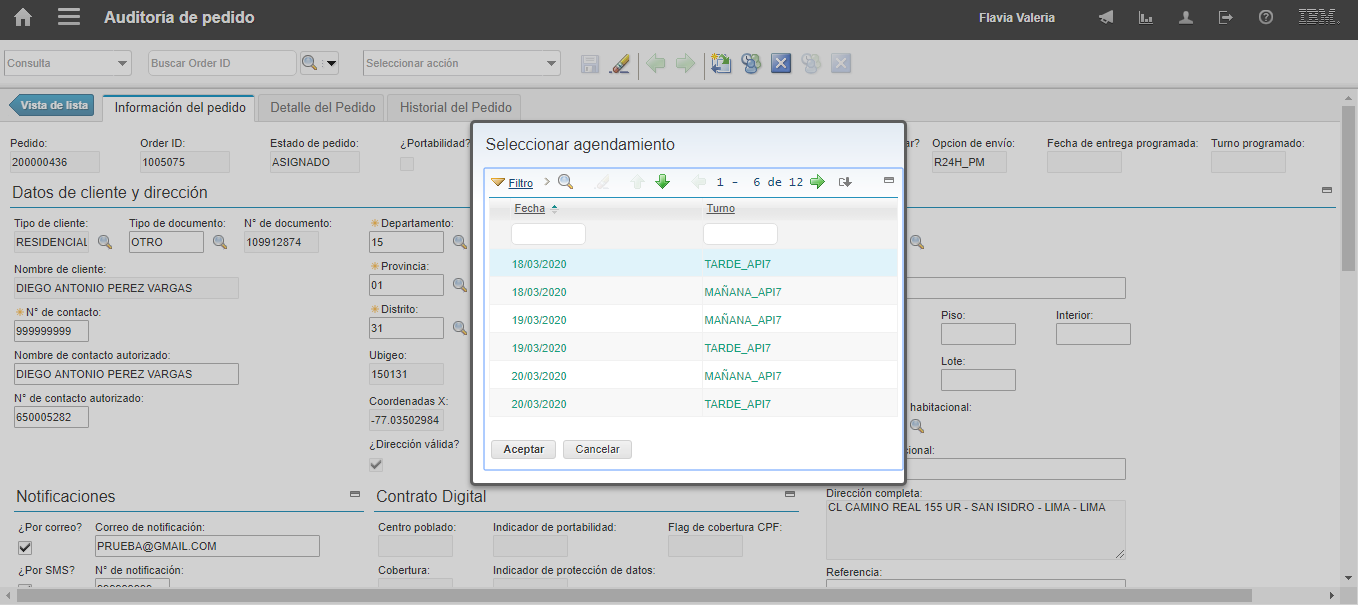 Auditoría de pedido
Flavia Valeria
IBM.
Consulta
Buscar Order ID
Seleccionar acción
Vista de lista
Información del pedido
Detalle del Pedido
Historial del Pedido
Pedido:
Order ID:
Estado de pedido:
¿Portabilidad?
ar?
Opcion de envío:
Fecha de entrega programada:
Turno programado:
200000436
1005075
ASIGNADO
R24H_PM
Datos de cliente y dirección
Tipo de cliente:
Tipo de documento:
N° de documento:
Departamento:
RESIDENCIAL
OTRO
109912874
15
Nombre de cliente:
Provincia:
DIEGO ANTONIO PEREZ VARGAS
01
N° de contacto:
Distrito:
999999999
31
Piso:
Interior:
Nombre de contacto autorizado:
Ubigeo:
DIEGO ANTONIO PEREZ VARGAS
150131
Lote:
N° de contacto autorizado:
Coordenadas X:
650005282
-77.03502984
habitacional:
¿Dirección válida?
cional:
Seleccionar agendamiento
Filtro
1 - 6 de 12
Fecha
Turno
18/03/2020
TARDE_API7
18/03/2020
MAÑANA_API7
19/03/2020
MAÑANA_API7
19/03/2020
TARDE_API7
20/03/2020
MAÑANA_API7
20/03/2020
TARDE_API7
Aceptar
Cancelar
Notificaciones
Contrato Digital
Dirección completa:
CL CAMINO REAL 155 UR - SAN ISIDRO - LIMA - LIMA
¿Por correo?
Correo de notificación:
Centro poblado:
Indicador de portabilidad:
Flag de cobertura CPF:
PRUEBA@GMAIL.COM
¿Por SMS?
N° de notificación:
Cobertura:
Indicador de protección de datos:
Referencia: